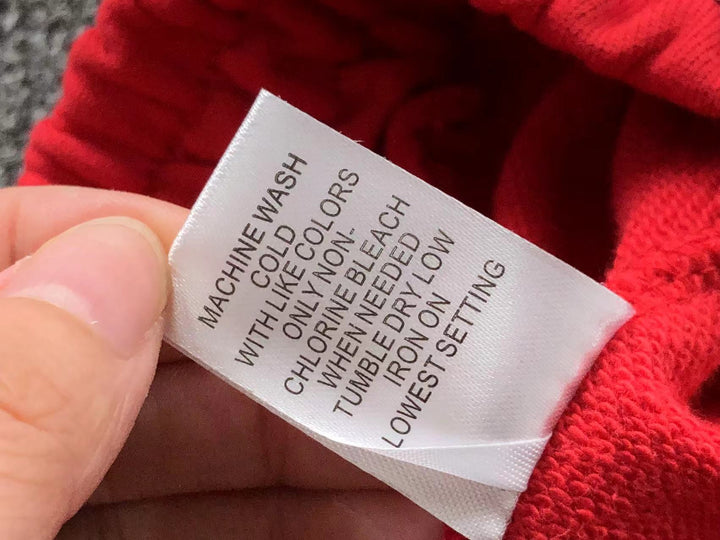 MACHINE WASH
COLD
WITH LIKE COLORS
ONLY NON-
CHLORINE BLEACH
WHEN NEEDED
TUMBLE DRY LOW
IRON ON
LOWEST SETTING